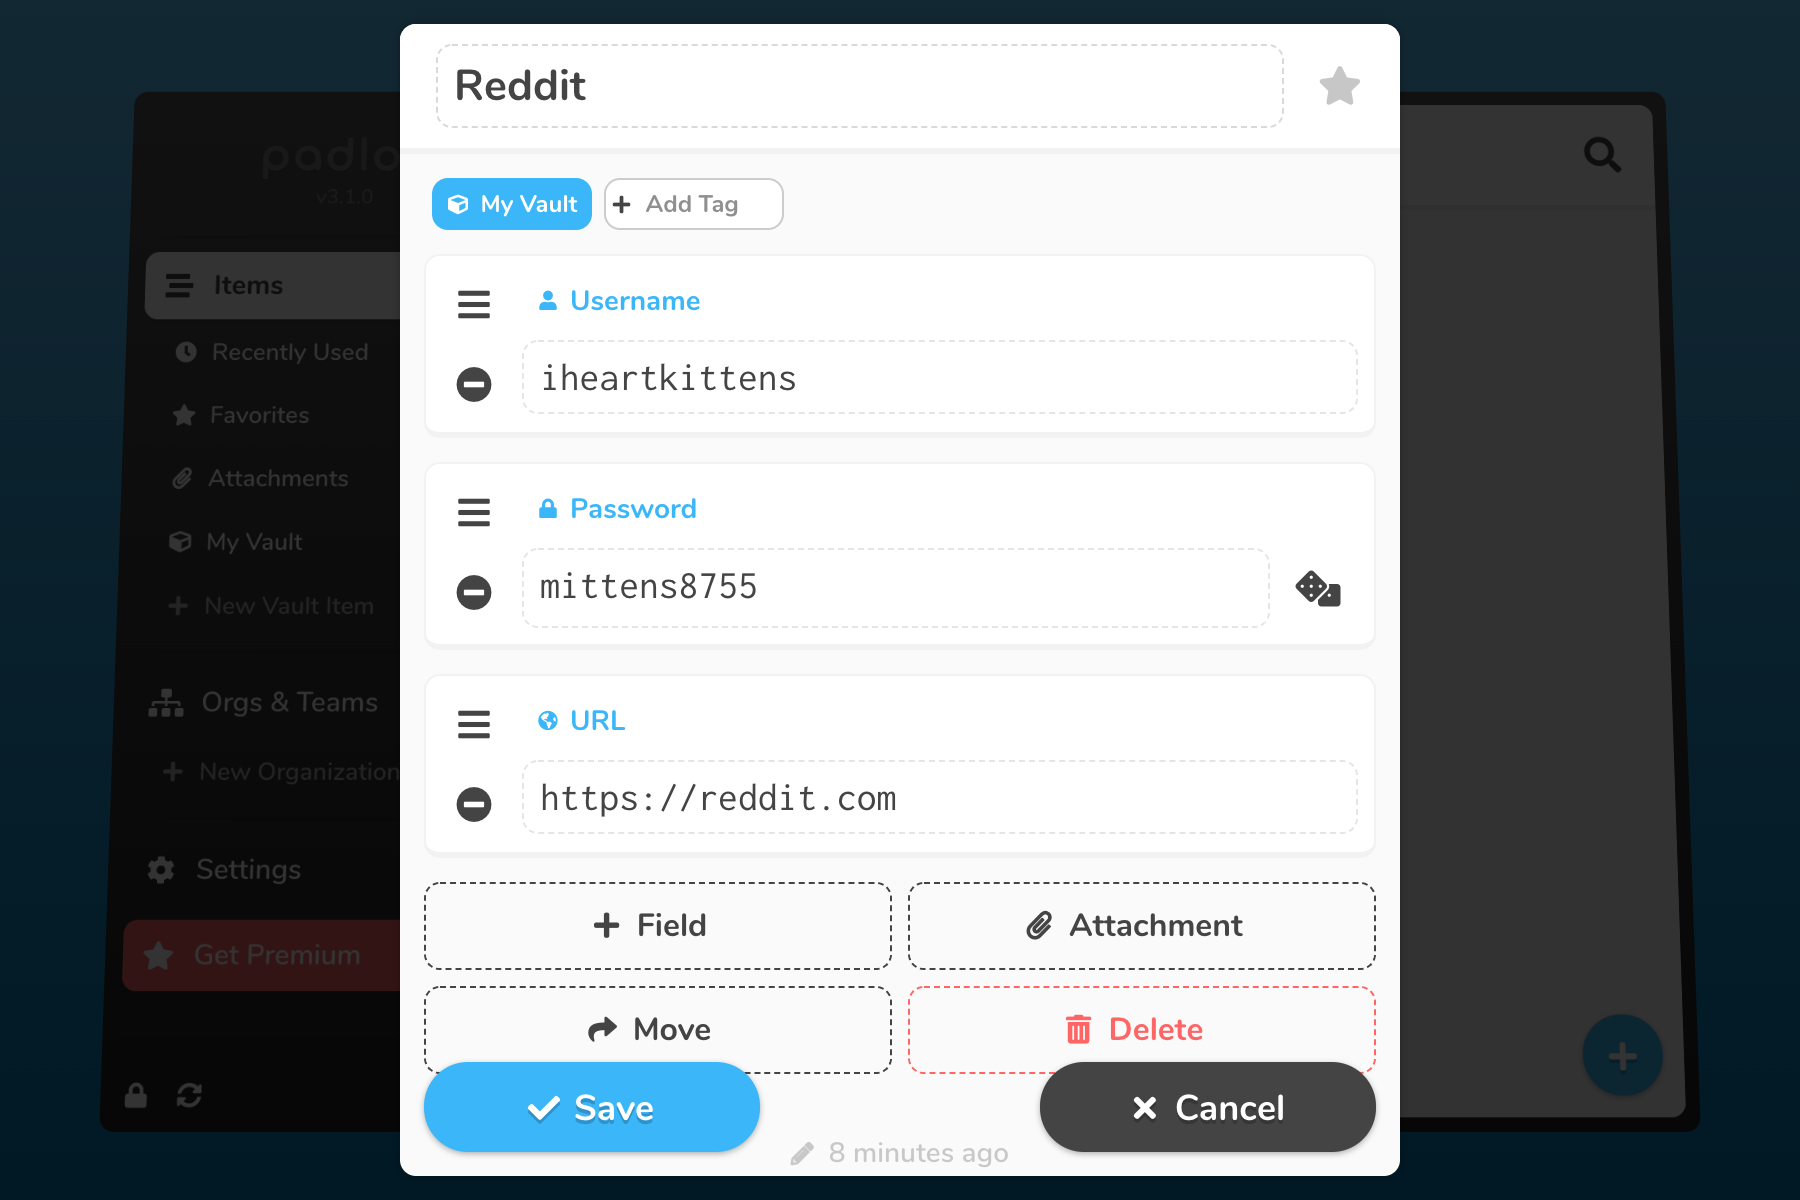 Reddit
My Vault
Add Tag
Username
iheartkittens
Password
mittens8755
URL
https://reddit.com
Field
Attachment
Move
Delete
Save
Cancel
8 minutes ago
padlo
v3.1.0
Items
Recently Used
Favorites
Attachments
My Vault
New Vault Item
Orgs & Teams
New Organization
Settings
Get Premium